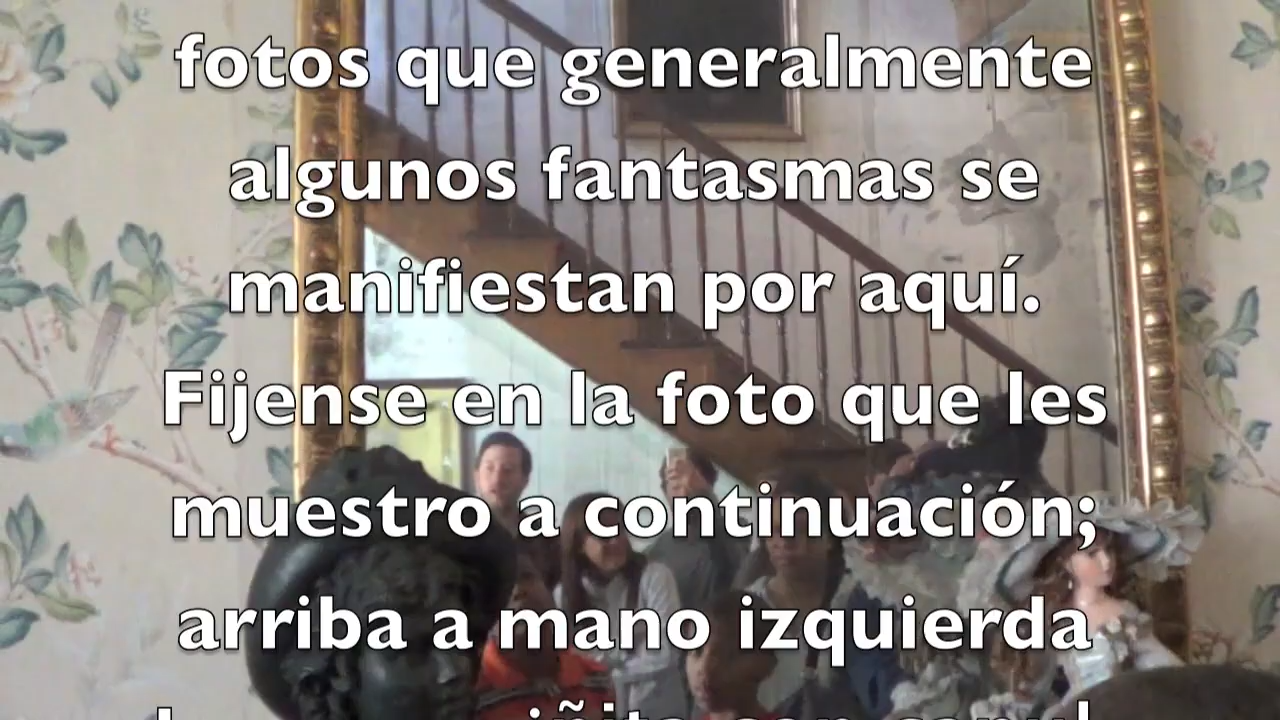 fotos que generalmente
algunos fantasmas se
manifiestan por aquí.
Fijense en la foto que les
muestro a continuación;
arriba a mano izquierda